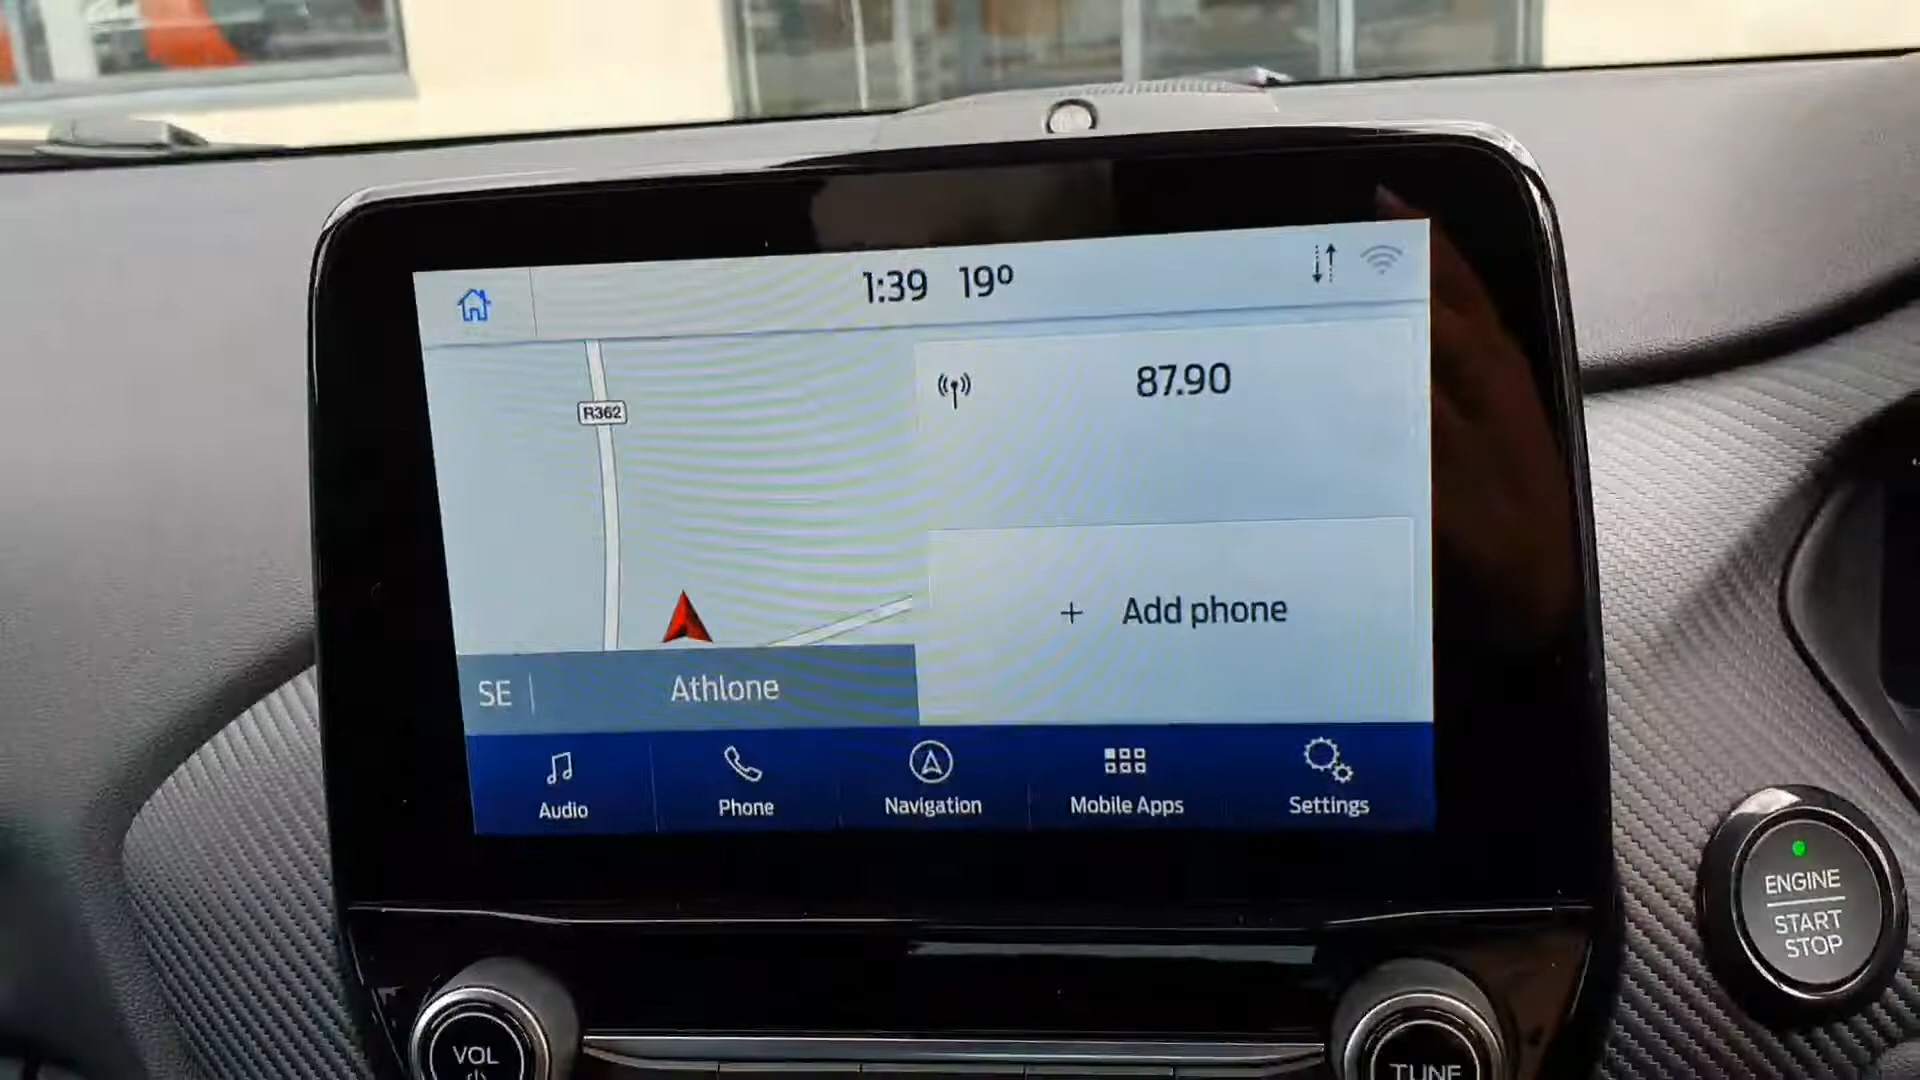 1:39 19º
R362
87.90
+ Add phone
SE | Athlone
Audio
Phone
Navigation
Mobile Apps
Settings
ENGINE
START
STOP
VOL
TUNE